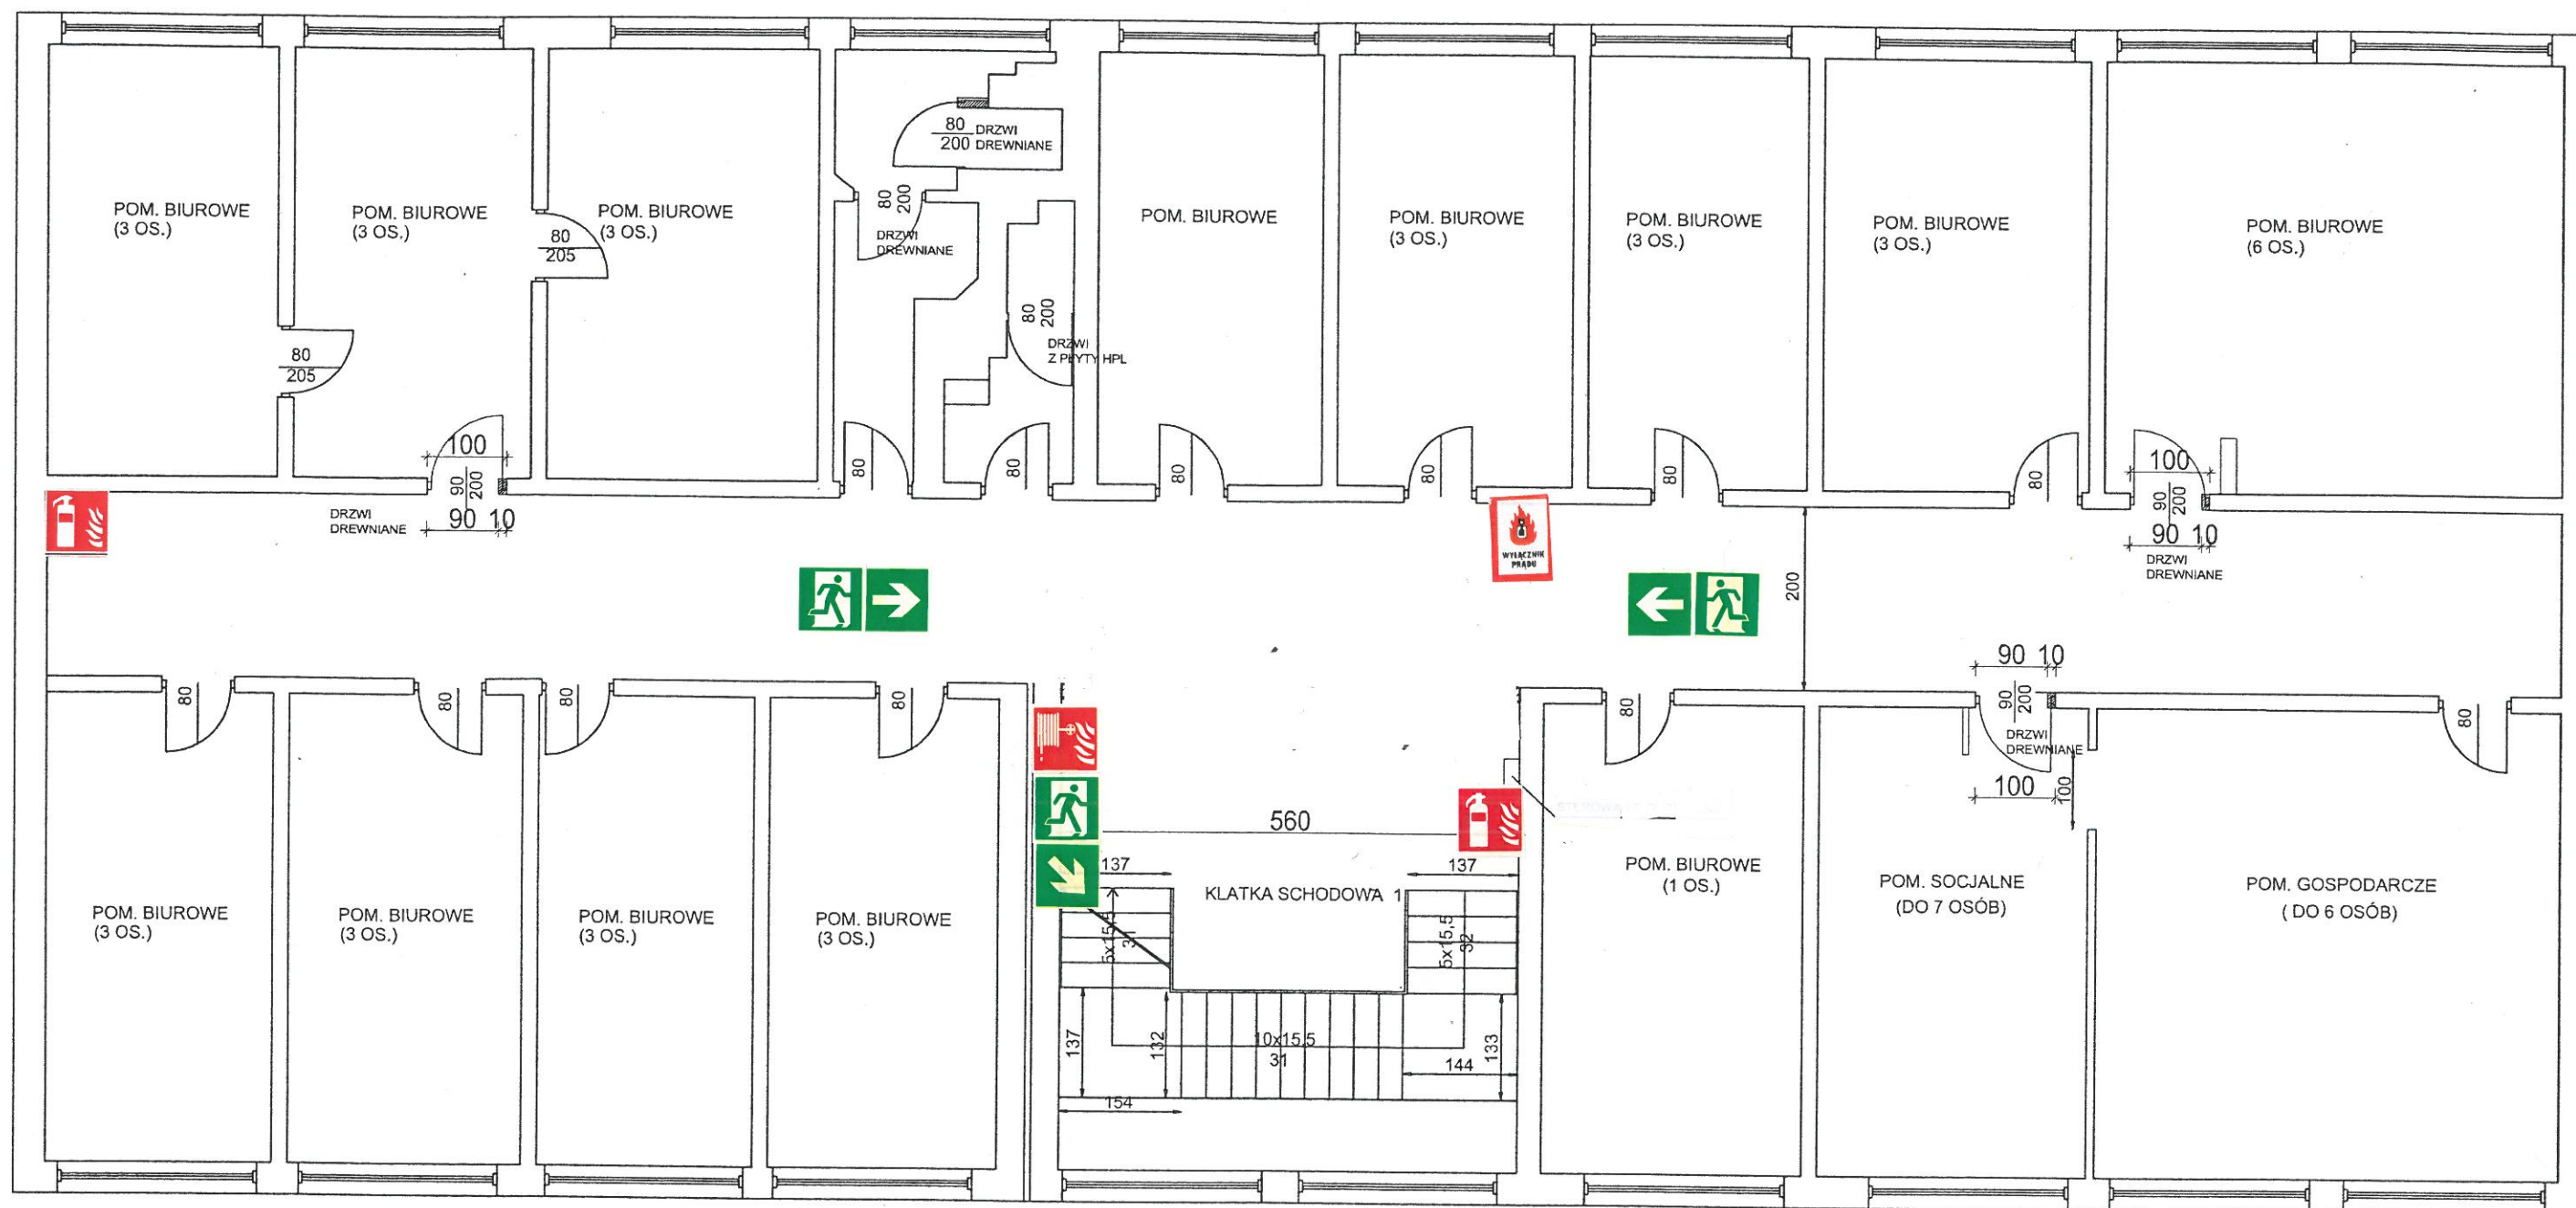 80
200
DRZWI
DREWNIANE
80
200
DRZWI
DREWNIANE
POM. BIUROWE
(3 OS.)
POM. BIUROWE
(3 OS.)
POM. BIUROWE
(3 OS.)
POM. BIUROWE
POM. BIUROWE
(3 OS.)
POM. BIUROWE
(3 OS.)
POM. BIUROWE
(3 OS.)
POM. BIUROWE
(6 OS.)
80
205
80
205
80
200
DRZWI
Z PŁYTY HPL
100
90
200
90 10
DRZWI
DREWNIANE
80
80
80
80
80
80
100
90
200
90 10
DRZWI
DREWNIANE
WYŁĄCZNIK
PRĄDU
200
80
80
80
80
80
90 10
90
200
DRZWI
DREWNIANE
100
100
80
560
137
137
KLATKA SCHODOWA 1
5x15,5
31
5x15,5
32
137
132
10x15,5
31
133
144
154
POM. BIUROWE
(3 OS.)
POM. BIUROWE
(3 OS.)
POM. BIUROWE
(3 OS.)
POM. BIUROWE
(3 OS.)
POM. BIUROWE
(1 OS.)
POM. SOCJALNE
(DO 7 OSÓB)
POM. GOSPODARCZE
( DO 6 OSÓB)